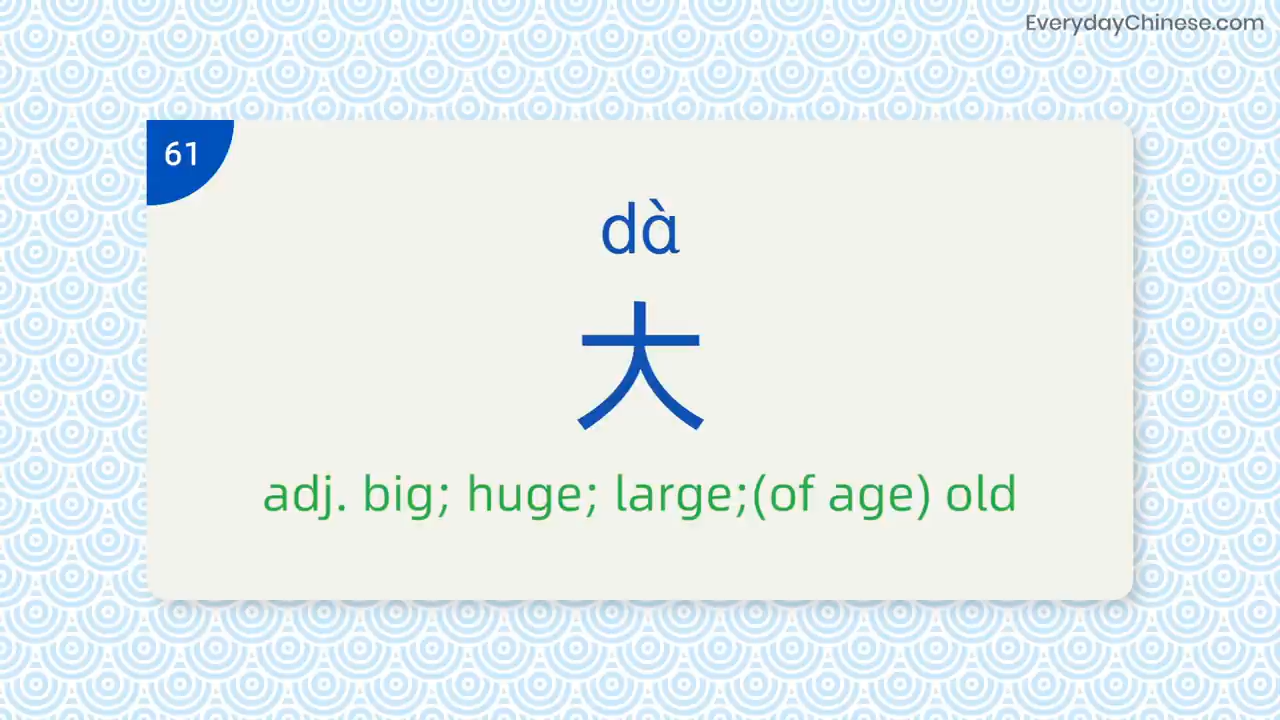 EverydayChinese.com
61
dà
大
adj. big; huge; large;(of age) old